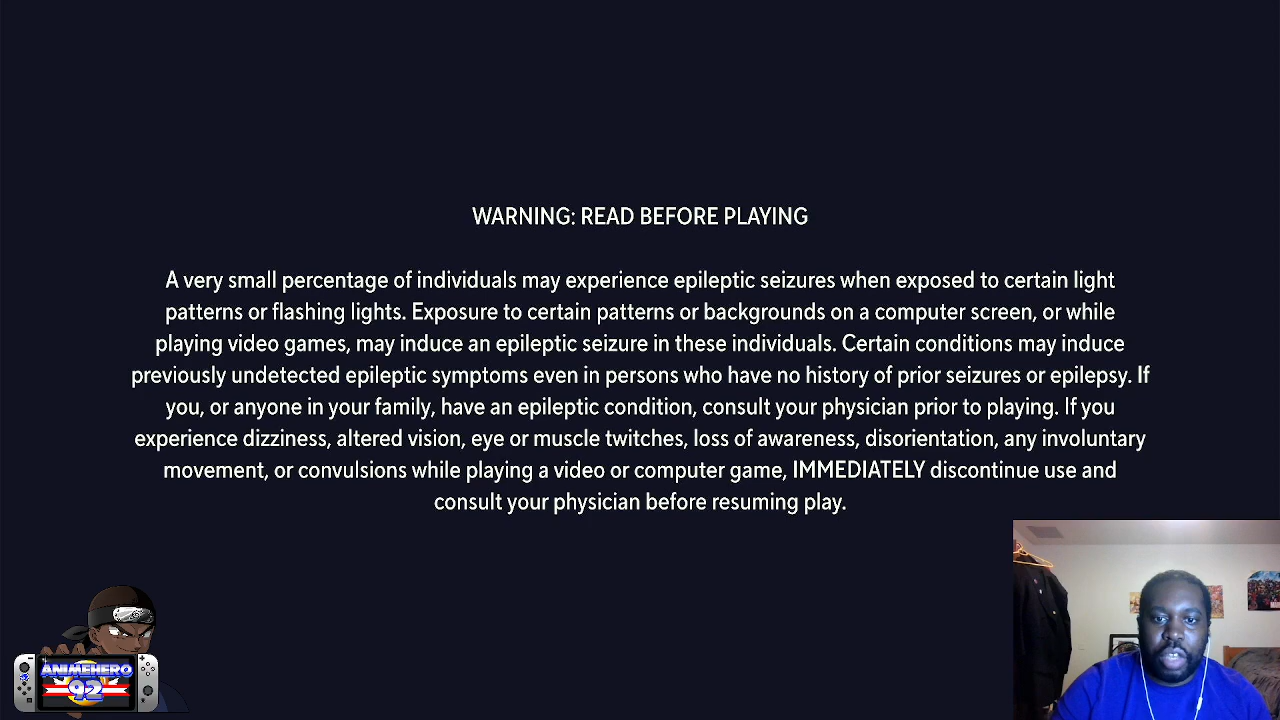 WARNING: READ BEFORE PLAYING
A very small percentage of individuals may experience epileptic seizures when exposed to certain light
patterns or flashing lights. Exposure to certain patterns or backgrounds on a computer screen, or while
playing video games, may induce an epileptic seizure in these individuals. Certain conditions may induce
previously undetected epileptic symptoms even in persons who have no history of prior seizures or epilepsy. If
you, or anyone in your family, have an epileptic condition, consult your physician prior to playing. If you
experience dizziness, altered vision, eye or muscle twitches, loss of awareness, disorientation, any involuntary
movement, or convulsions while playing a video or computer game, IMMEDIATELY discontinue use and
consult your physician before resuming play.
ANIMEHERO
92